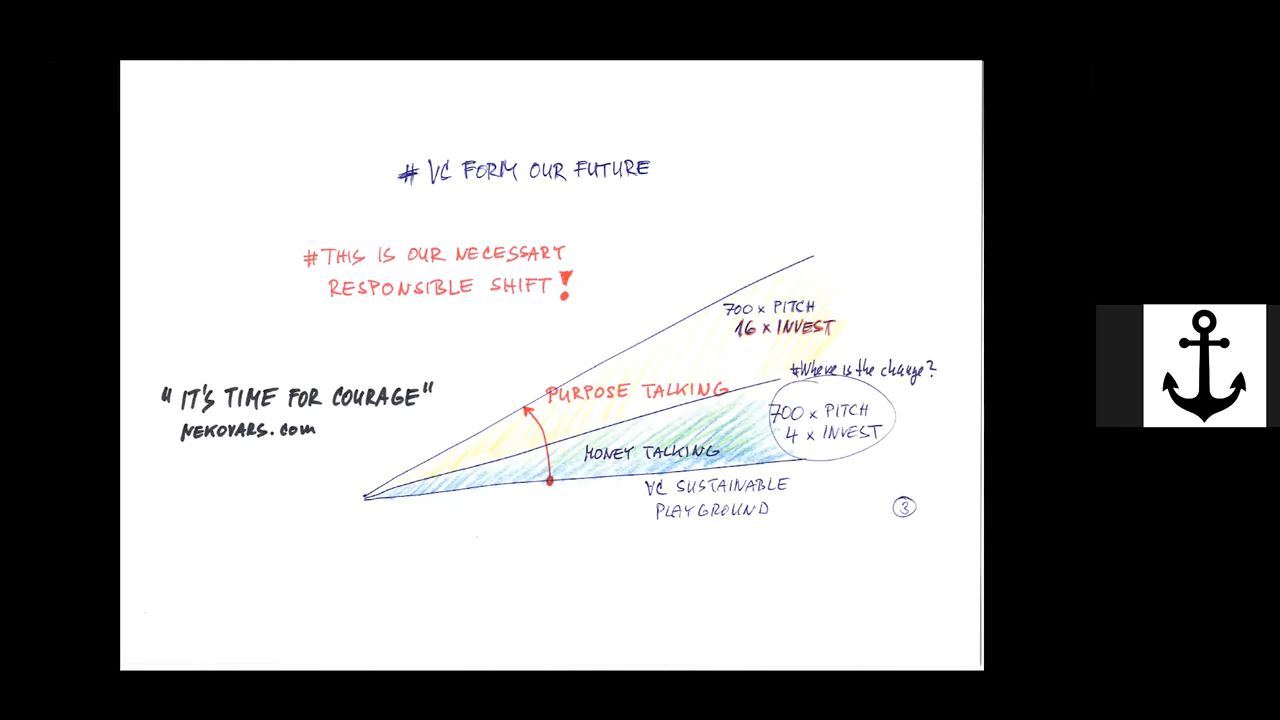 # VC FORM OUR FUTURE
# THIS IS OUR NECESSARY
RESPONSIBLE SHIFT!
700 x PITCH
16 x INVEST
#Where is the change?
PURPOSE TALKING
"IT'S TIME FOR COURAGE"
NEKOVARS.com
700 x PITCH
4 x INVEST
MONEY TALKING
VC SUSTAINABLE
PLAYGROUND
3